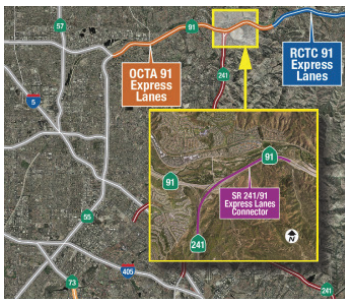 57
91
OCTA 91
Express
Lanes
RCTC 91
Express
Lanes
241
5
91
91
SR 241/91
Express Lanes
Connector
241
N
55
405
73
241